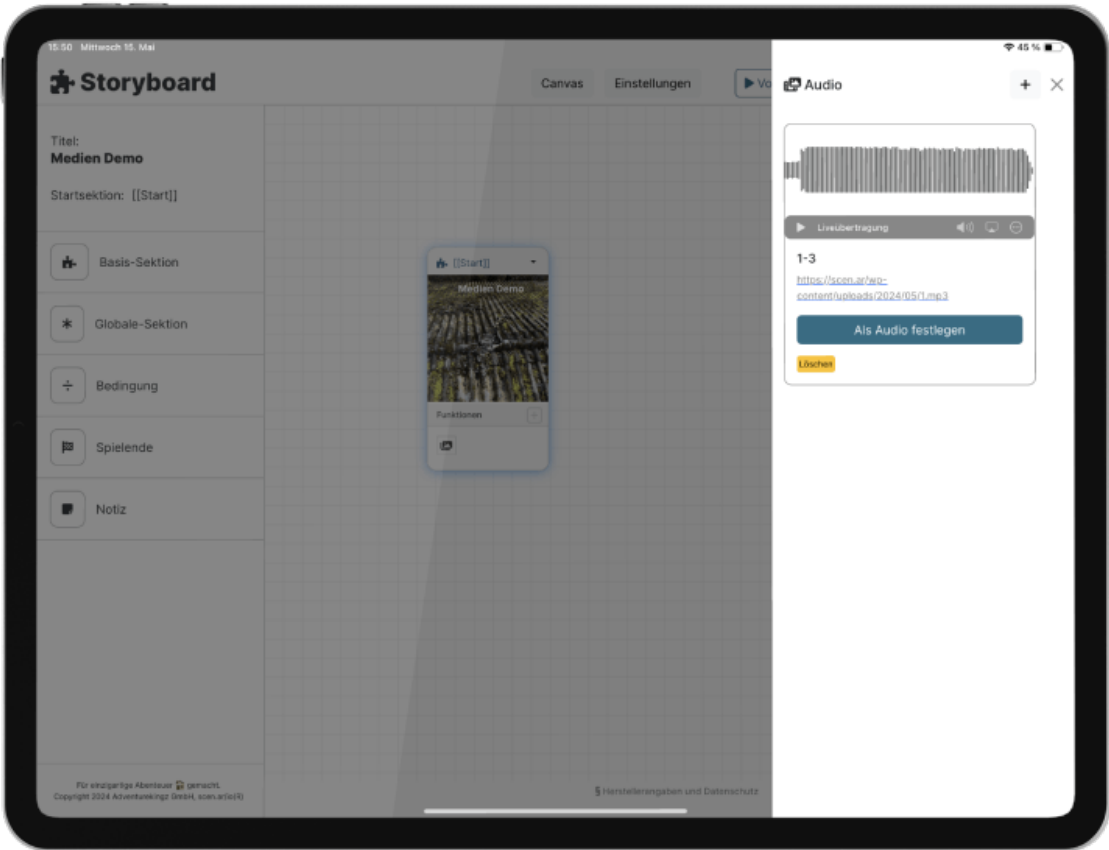 15:50 Mittwoch 15. Mai
45 %
Storyboard
Canvas
Einstellungen
Vo
Audio
Titel:
Medien Demo
Startsektion: [[Start]]
Basis-Sektion
Globale-Sektion
Bedingung
Spielende
Notiz
[[Start]]
Medien Demo
Funktionen
Liveübertragung
1-3
https://scen.ar/wp-
content/uploads/2024/05/1.mp3
Als Audio festlegen
Löschen
Für einzigartige Abenteuer gemacht.
Copyright 2024 Adventurekingz GmbH, scen.ar(io(R)
§ Herstellerangaben und Datenschutz